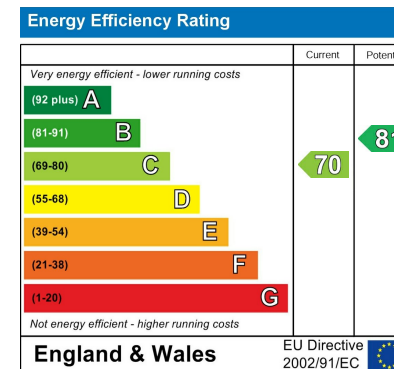 Energy Efficiency Rating
Current
Very energy efficient - lower running costs
(92 plus) A
(81-91) B
81
(69-80) C
70
(55-68) D
(39-54) E
(21-38) F
(1-20) G
Not energy efficient - higher running costs
England & Wales
EU Directive
2002/91/EC